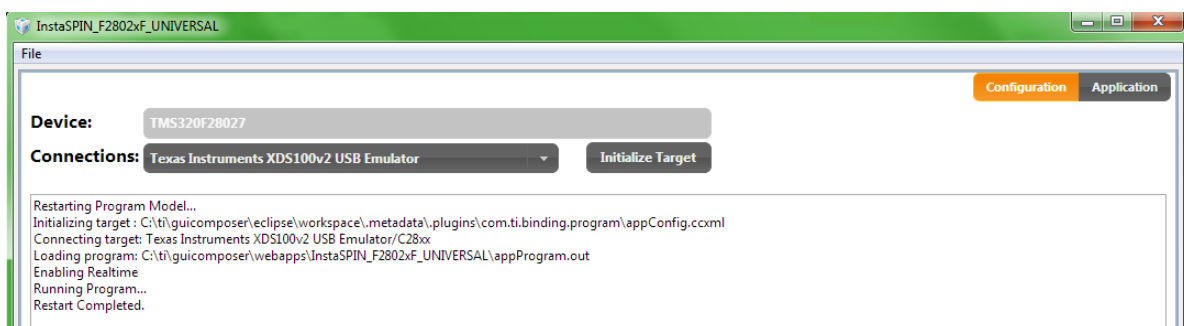 InstaSPIN_F2802xF_UNIVERSAL
File
Configuration Application
Device: TMS320F28027
Connections: Texas Instruments XDS100v2 USB Emulator Initialize Target
Restarting Program Model...
Initializing target : C:\ti\guicomposer\eclipse\workspace\.metadata\.plugins\com.ti.binding.program\appConfig.ccxml
Connecting target: Texas Instruments XDS100v2 USB Emulator/C28xx
Loading program: C:\ti\guicomposer\webapps\InstaSPIN_F2802xF_UNIVERSAL\appProgram.out
Enabling Realtime
Running Program...
Restart Completed.